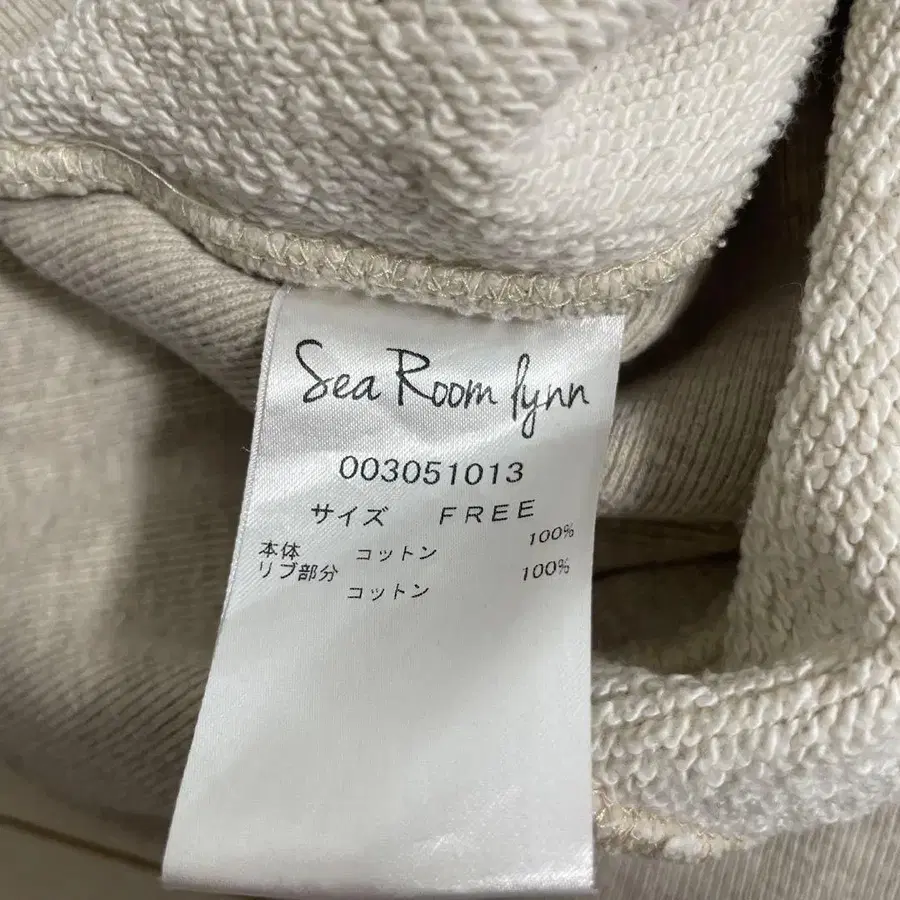 Sea Room lynn
003051013
サイズ FREE
本体 コットン 100%
リブ部分 コットン 100%